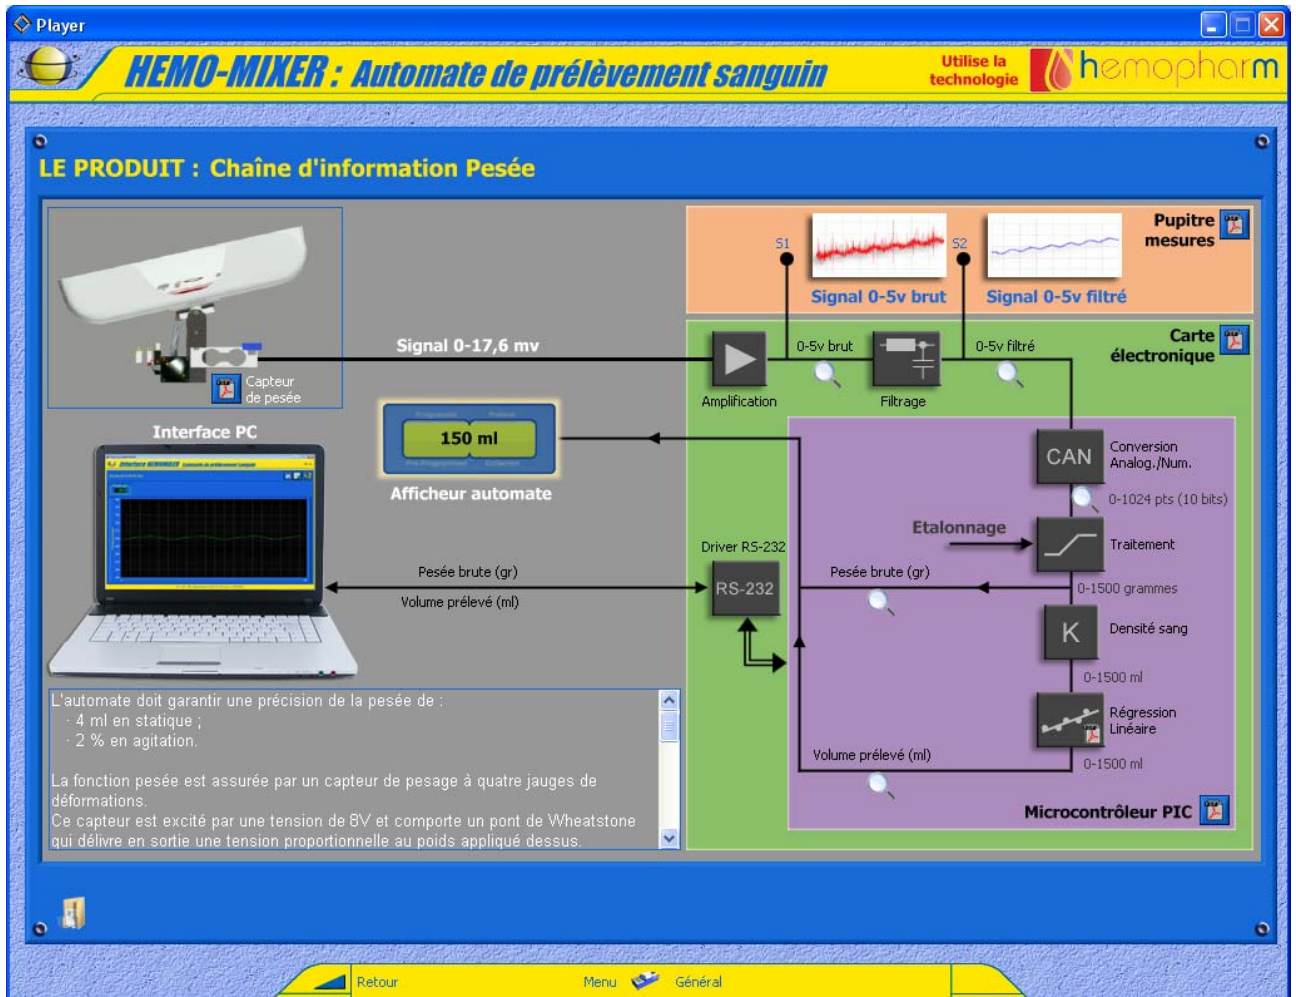 Player
HEMO-MIXER : Automate de prélèvement sanguin
Utilise la
technologie
hemopharm
LE PRODUIT : Chaîne d'information Pesée
Pupitre
mesures
S1
S2
Signal 0-5v brut
Signal 0-5v filtré
Carte
électronique
Signal 0-17,6 mv
0-5v brut
0-5v filtré
Capteur
de pesée
Amplification
Filtrage
Interface PC
150 ml
Afficheur automate
CAN
Conversion
Analog./Num.
0-1024 pts (10 bits)
Etalonnage
Traitement
Driver RS-232
RS-232
Pesée brute (gr)
Volume prélevé (ml)
Pesée brute (gr)
0-1500 grammes
K
Densité sang
0-1500 ml
Régression
Linéaire
Volume prélevé (ml)
0-1500 ml
Microcontrôleur PIC
L'automate doit garantir une précision de la pesée de :
· 4 ml en statique ;
· 2 % en agitation.
La fonction pesée est assurée par un capteur de pesage à quatre jauges de
déformations.
Ce capteur est excité par une tension de 8V et comporte un pont de Wheatstone
qui délivre en sortie une tension proportionnelle au poids appliqué dessus.
Retour
Menu
Général